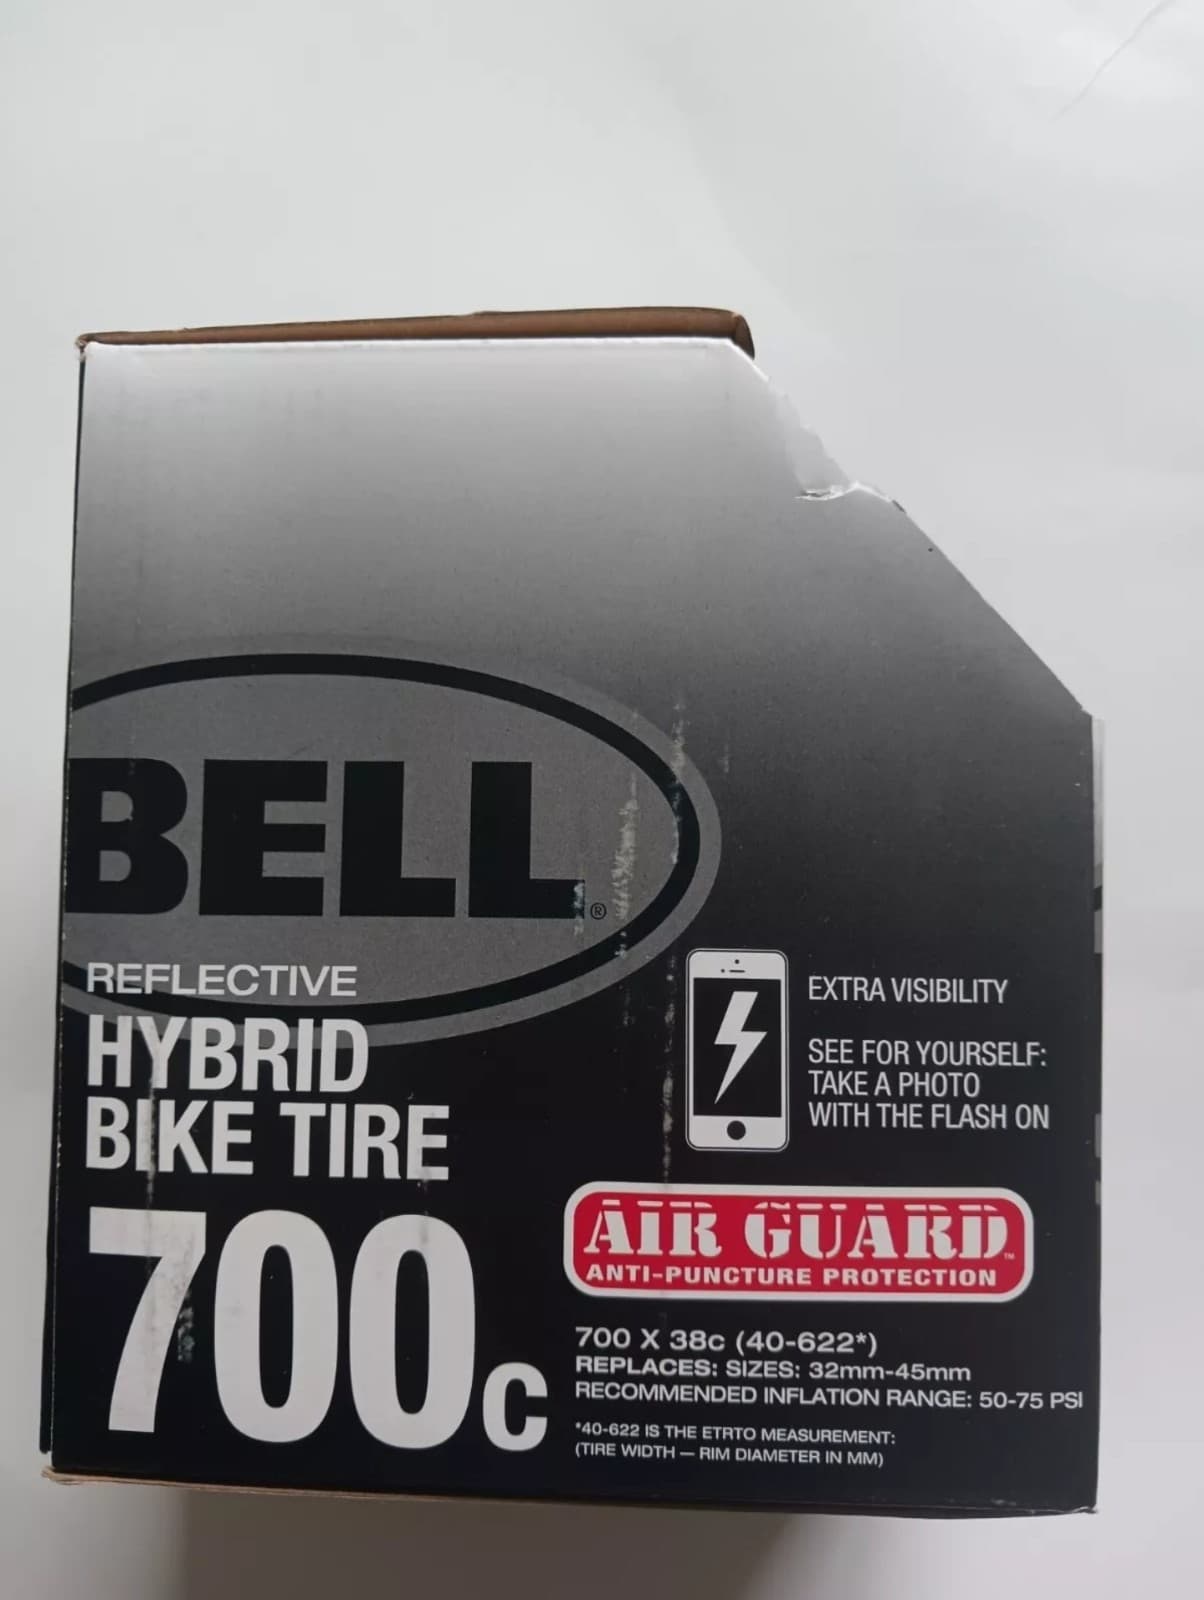 BELL®
REFLECTIVE
HYBRID
BIKE TIRE
700c
EXTRA VISIBILITY
SEE FOR YOURSELF:
TAKE A PHOTO
WITH THE FLASH ON
AIR GUARD™
ANTI-PUNCTURE PROTECTION
700 X 38c (40-622*)
REPLACES: SIZES: 32mm-45mm
RECOMMENDED INFLATION RANGE: 50-75 PSI
*40-622 IS THE ETRTO MEASUREMENT:
(TIRE WIDTH — RIM DIAMETER IN MM)